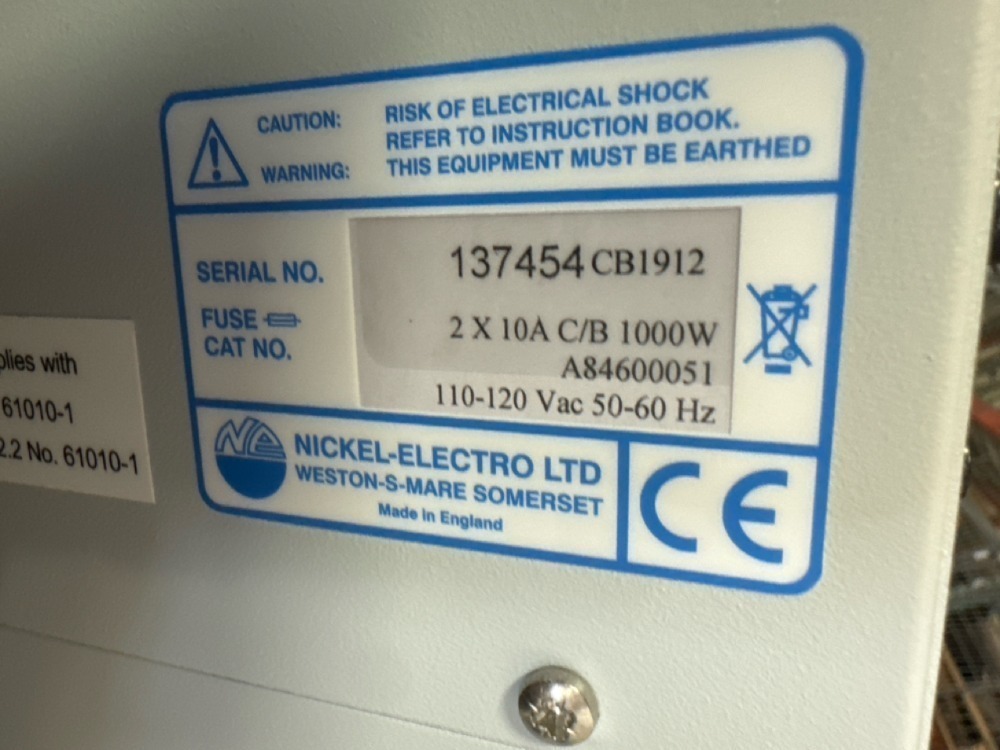 CAUTION:
WARNING:
RISK OF ELECTRICAL SHOCK
REFER TO INSTRUCTION BOOK.
THIS EQUIPMENT MUST BE EARTHED
SERIAL NO.
137454 CB1912
FUSE
2 X 10A C/B 1000W
CAT NO.
A84600051
110-120 Vac 50-60 Hz
plies with
61010-1
2.2 No. 61010-1
NE
NICKEL-ELECTRO LTD
WESTON-S-MARE SOMERSET
Made in England
CE